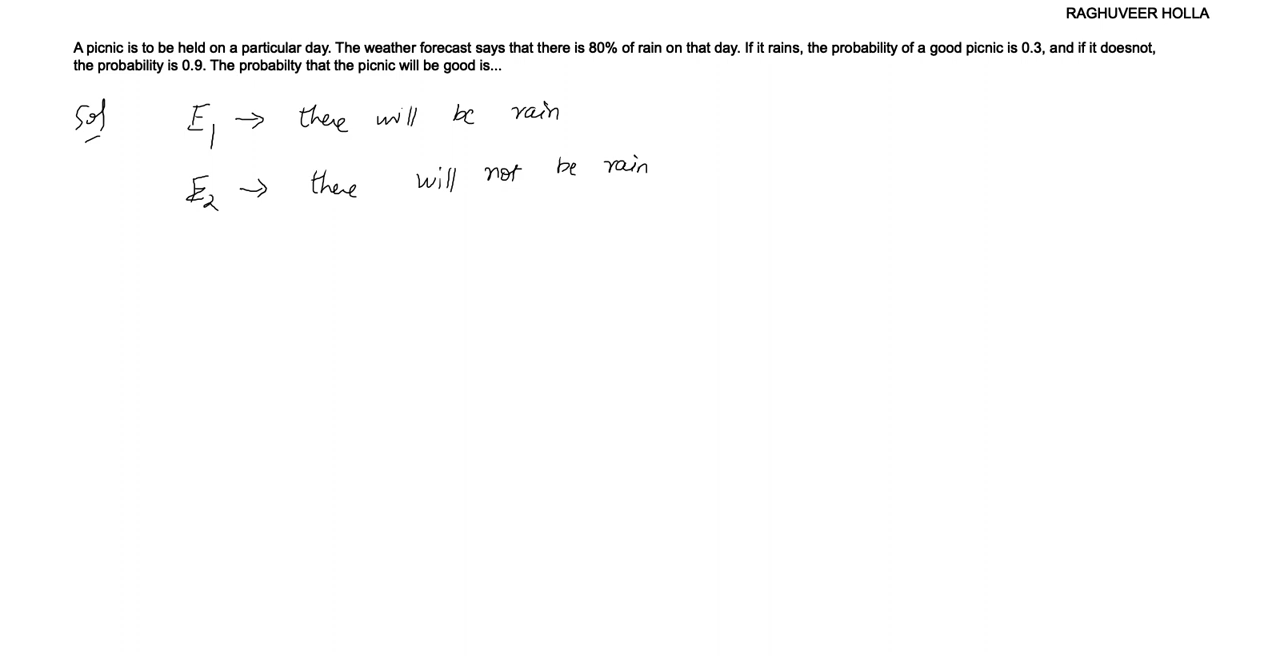 RAGHUVEER HOLLA
A picnic is to be held on a particular day. The weather forecast says that there is 80% of rain on that day. If it rains, the probability of a good picnic is 0.3, and if it doesnot,
the probability is 0.9. The probabilty that the picnic will be good is...
Sol E₁ → there will be rain
E₂ → there will not be rain